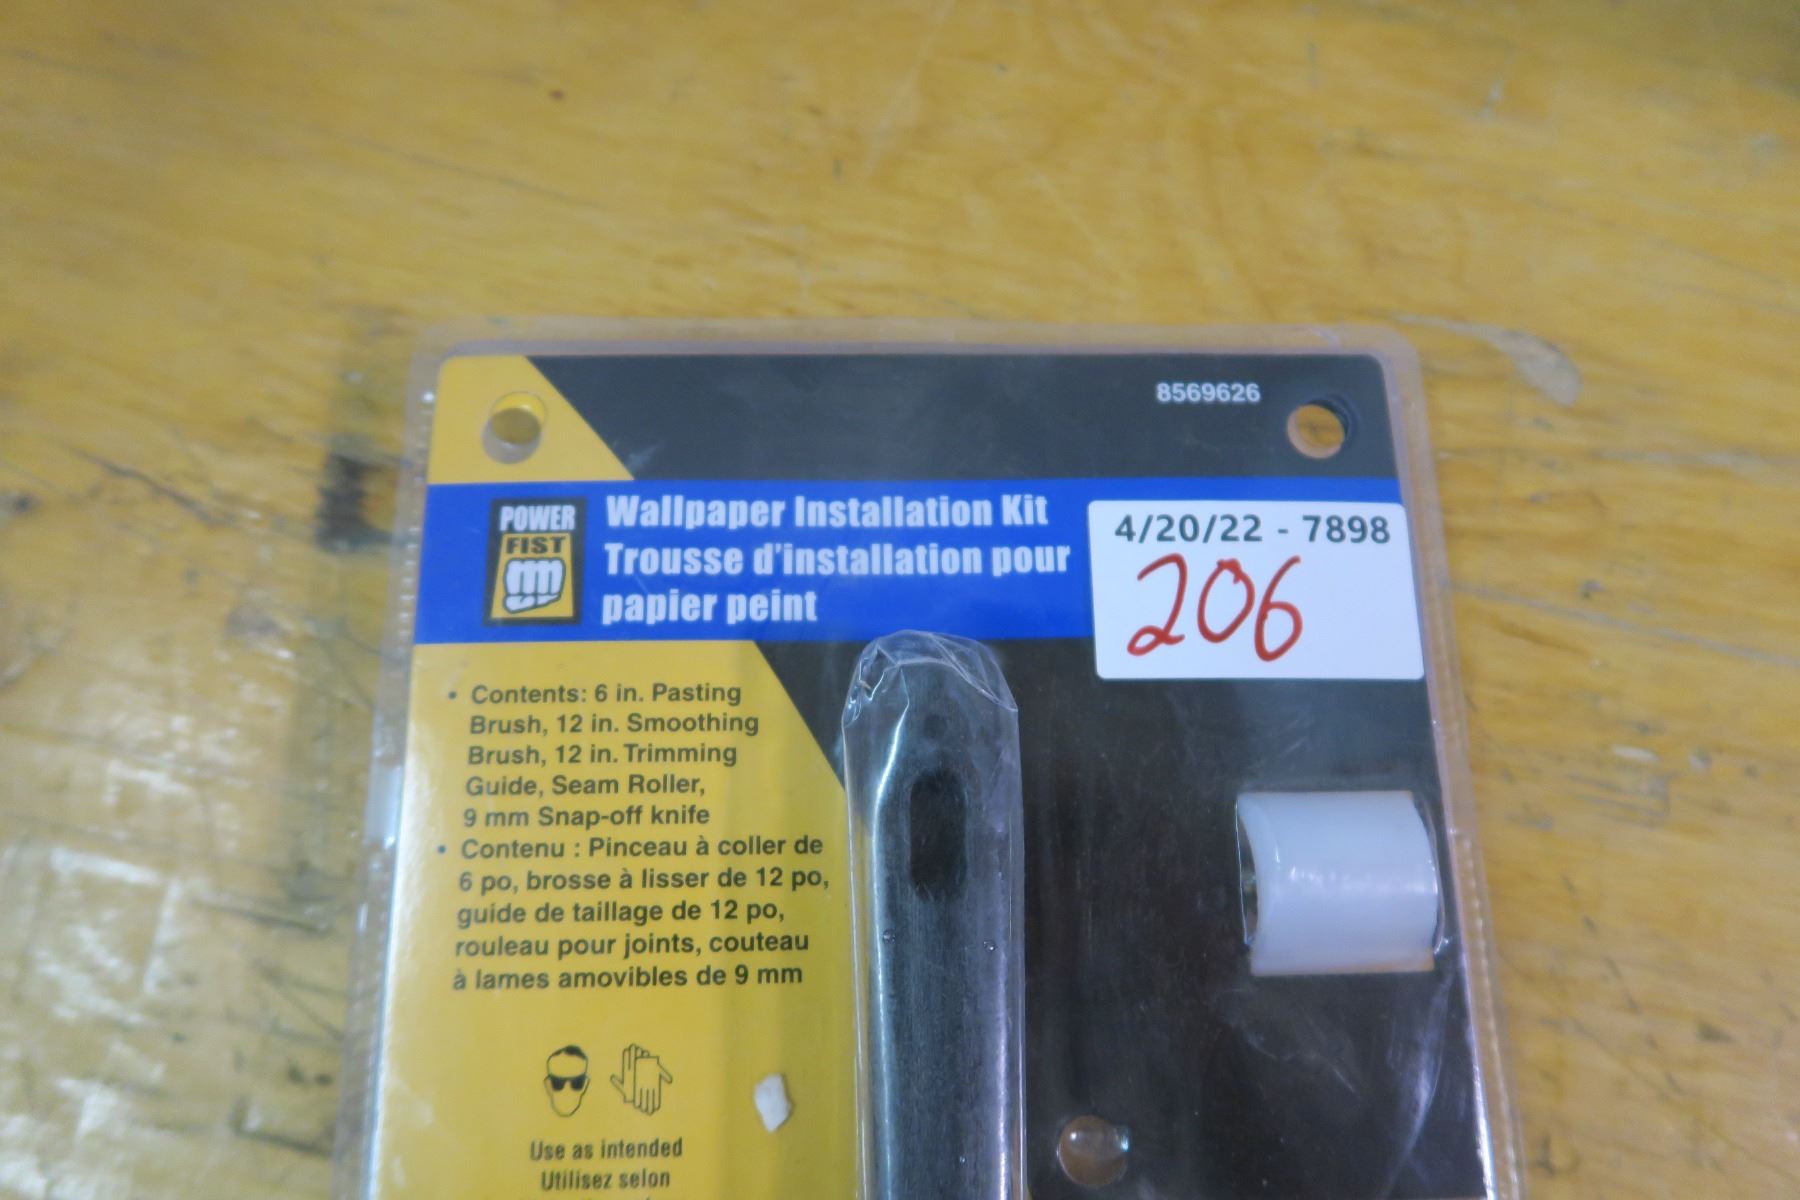 8569626
POWER
FIST
Wallpaper Installation Kit
Trousse d'installation pour
papier peint
4/20/22 - 7898
206
• Contents: 6 in. Pasting
Brush, 12 in. Smoothing
Brush, 12 in. Trimming
Guide, Seam Roller,
9 mm Snap-off knife
• Contenu : Pinceau à coller de
6 po, brosse à lisser de 12 po,
guide de taillage de 12 po,
rouleau pour joints, couteau
à lames amovibles de 9 mm
Use as intended
Utilisez selon